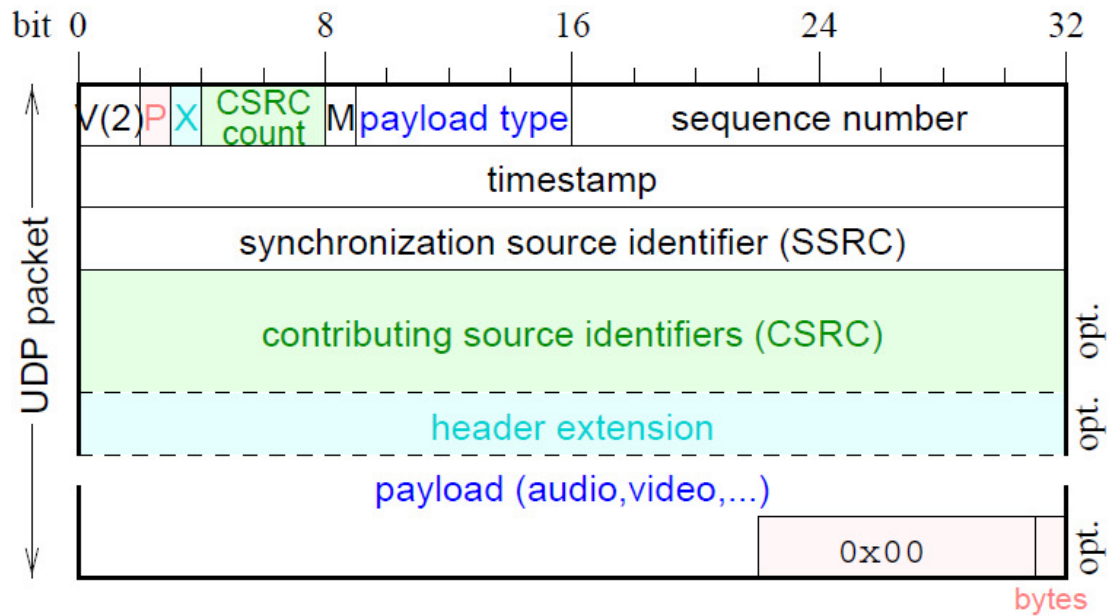 bit 0 8 16 24 32
V(2) P X CSRC count M payload type sequence number
timestamp
synchronization source identifier (SSRC)
contributing source identifiers (CSRC)
opt.
header extension
opt.
payload (audio,video,...)
0x00
opt.
bytes
UDP packet